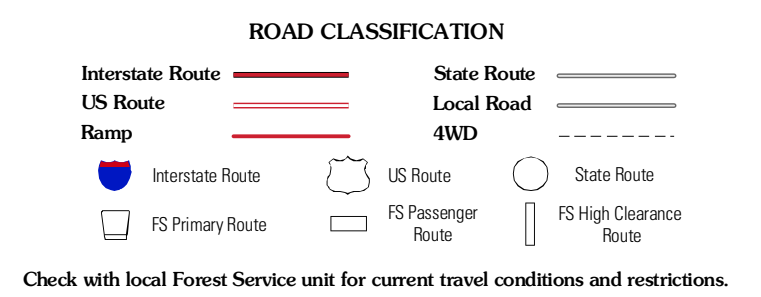 ROAD CLASSIFICATION
Interstate Route
State Route
US Route
Local Road
Ramp
4WD
Interstate Route
US Route
State Route
FS Primary Route
FS Passenger
Route
FS High Clearance
Route
Check with local Forest Service unit for current travel conditions and restrictions.